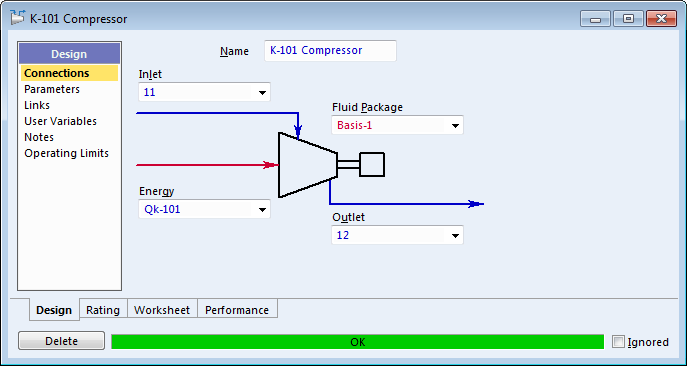 K-101 Compressor
Design
Connections
Parameters
Links
User Variables
Notes
Operating Limits
Name K-101 Compressor
Inlet
11
Fluid Package
Basis-1
Energy
Qk-101
Outlet
12
Design Rating Worksheet Performance
Delete OK Ignored